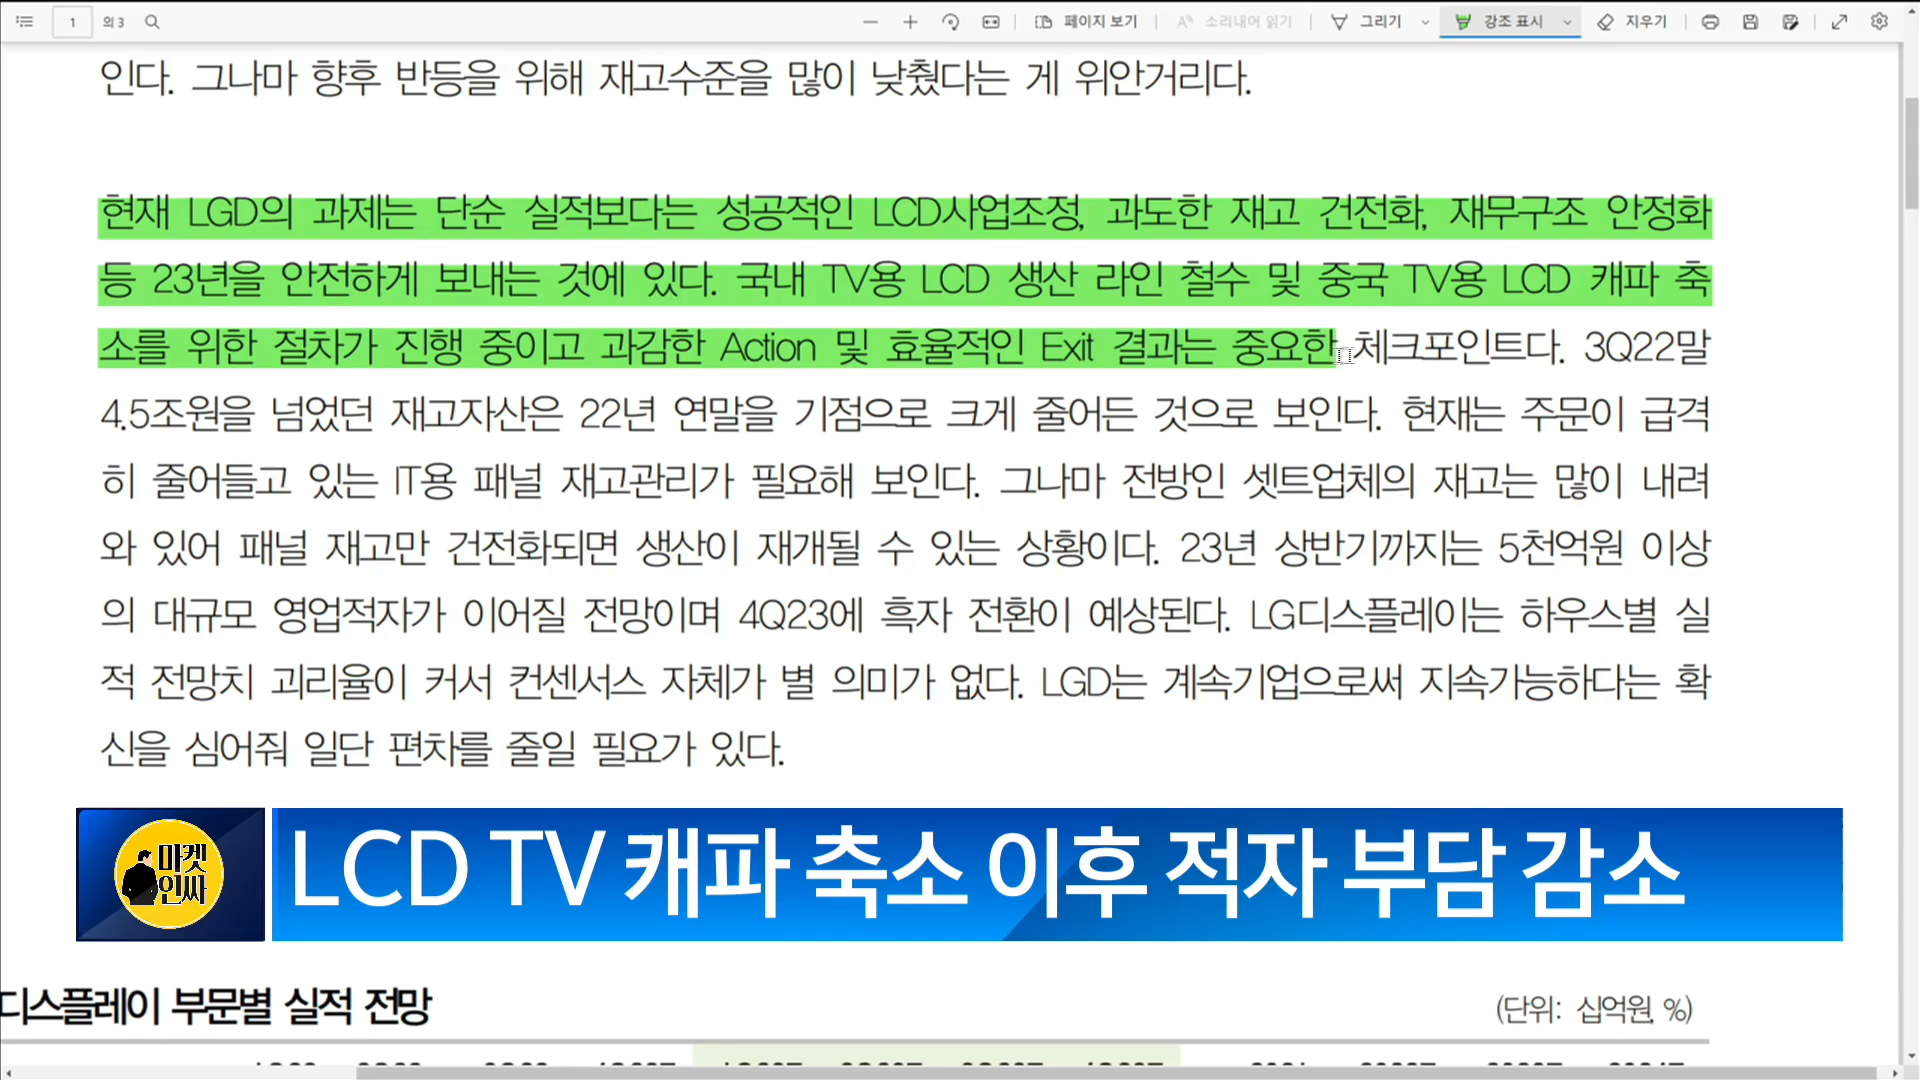 1 의 3 페이지 보기 소리내어 읽기 그리기 강조 표시 지우기
인다. 그나마 향후 반등을 위해 재고수준을 많이 낮췄다는 게 위안거리다.
현재 LGD의 과제는 단순 실적보다는 성공적인 LCD사업조정, 과도한 재고 건전화, 재무구조 안정화
등 23년을 안전하게 보내는 것에 있다. 국내 TV용 LCD 생산 라인 철수 및 중국 TV용 LCD 캐파 축
소를 위한 절차가 진행 중이고 과감한 Action 및 효율적인 Exit 결과는 중요한 체크포인트다. 3Q22말
4.5조원을 넘었던 재고자산은 22년 연말을 기점으로 크게 줄어든 것으로 보인다. 현재는 주문이 급격
히 줄어들고 있는 IT용 패널 재고관리가 필요해 보인다. 그나마 전방인 셋트업체의 재고는 많이 내려
와 있어 패널 재고만 건전화되면 생산이 재개될 수 있는 상황이다. 23년 상반기까지는 5천억원 이상
의 대규모 영업적자가 이어질 전망이며 4Q23에 흑자 전환이 예상된다. LG디스플레이는 하우스별 실
적 전망치 괴리율이 커서 컨센서스 자체가 별 의미가 없다. LGD는 계속기업으로써 지속가능하다는 확
신을 심어줘 일단 편차를 줄일 필요가 있다.
마켓
인싸
LCD TV 캐파 축소 이후 적자 부담 감소
디스플레이 부문별 실적 전망 (단위: 십억원, %)